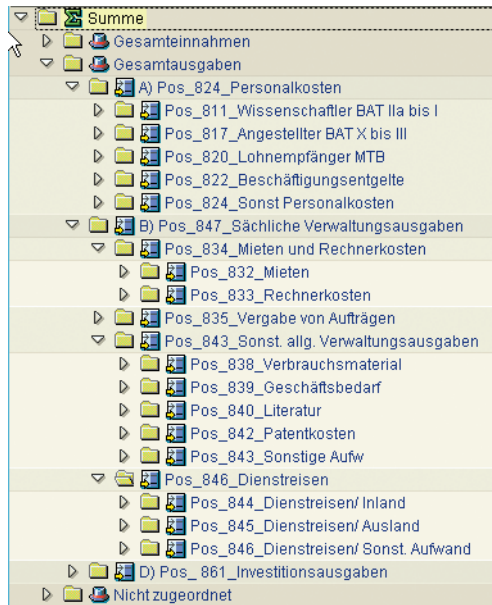 Summe
Gesamteinnahmen
Gesamtausgaben
A) Pos_824_Personalkosten
Pos_811_Wissenschaftler BAT IIa bis I
Pos_817_Angestellter BAT X bis III
Pos_820_Lohnempfänger MTB
Pos_822_Beschäftigungsentgelte
Pos_824_Sonst Personalkosten
B) Pos_847_Sächliche Verwaltungsausgaben
Pos_834_Mieten und Rechnerkosten
Pos_832_Mieten
Pos_833_Rechnerkosten
Pos_835_Vergabe von Aufträgen
Pos_843_Sonst. allg. Verwaltungsausgaben
Pos_838_Verbrauchsmaterial
Pos_839_Geschäftsbedarf
Pos_840_Literatur
Pos_842_Patentkosten
Pos_843_Sonstige Aufw
Pos_846_Dienstreisen
Pos_844_Dienstreisen/ Inland
Pos_845_Dienstreisen/ Ausland
Pos_846_Dienstreisen/ Sonst. Aufwand
D) Pos_ 861_Investitionsausgaben
Nicht zugeordnet